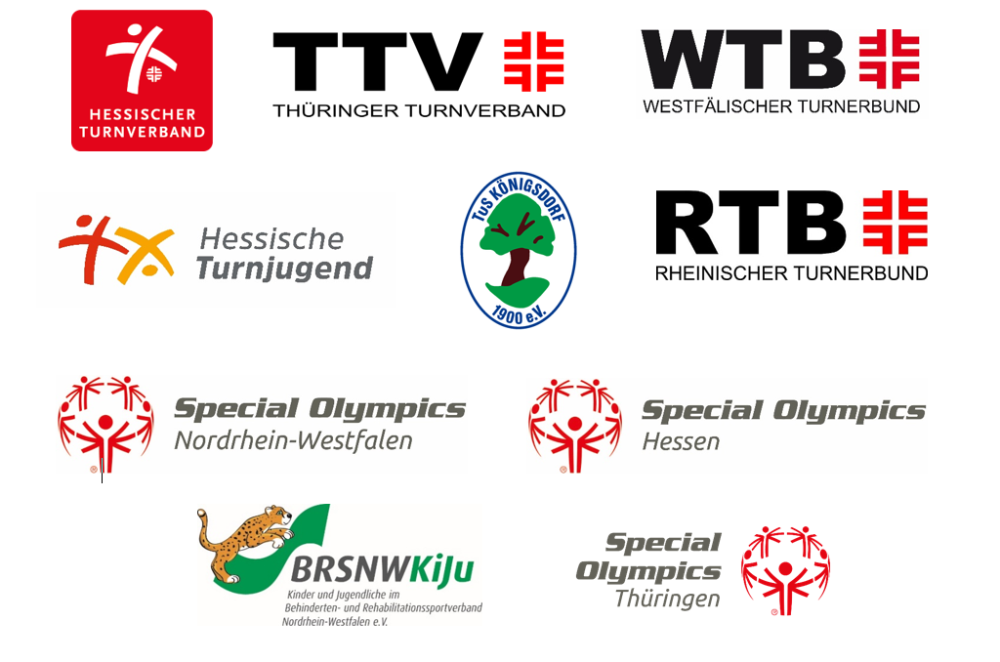 HESSISCHER
TURNVERBAND
TTV
THÜRINGER TURNVERBAND
WTB
WESTFÄLISCHER TURNERBUND
Hessische
Turnjugend
TuS KÖNIGSDORF
1900 e.V.
RTB
RHEINISCHER TURNERBUND
Special Olympics
Nordrhein-Westfalen
®
Special Olympics
Hessen
®
BRSNWKiJu
Kinder und Jugendliche im
Behinderten- und Rehabilitationssportverband
Nordrhein-Westfalen e.V.
Special
Olympics
Thüringen
®